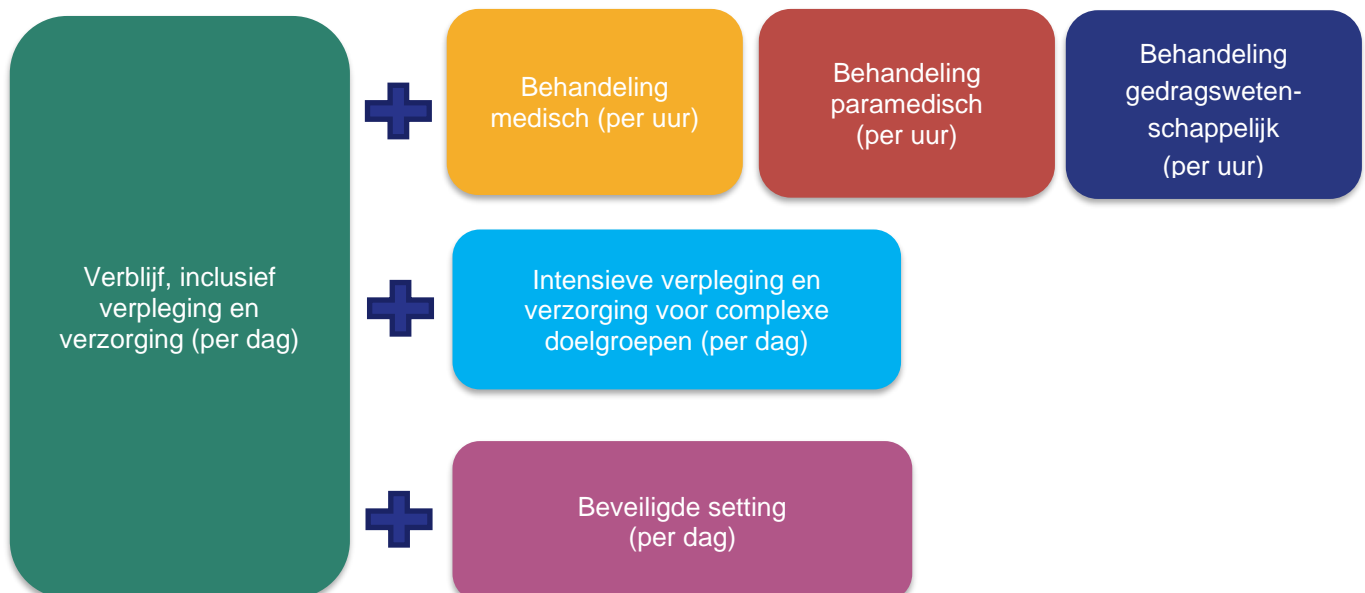 Verblijf, inclusief
verpleging en
verzorging (per dag)
Behandeling
medisch (per uur)
Behandeling
paramedisch
(per uur)
Behandeling
gedragsweten-
schappelijk
(per uur)
Intensieve verpleging en
verzorging voor complexe
doelgroepen (per dag)
Beveiligde setting
(per dag)